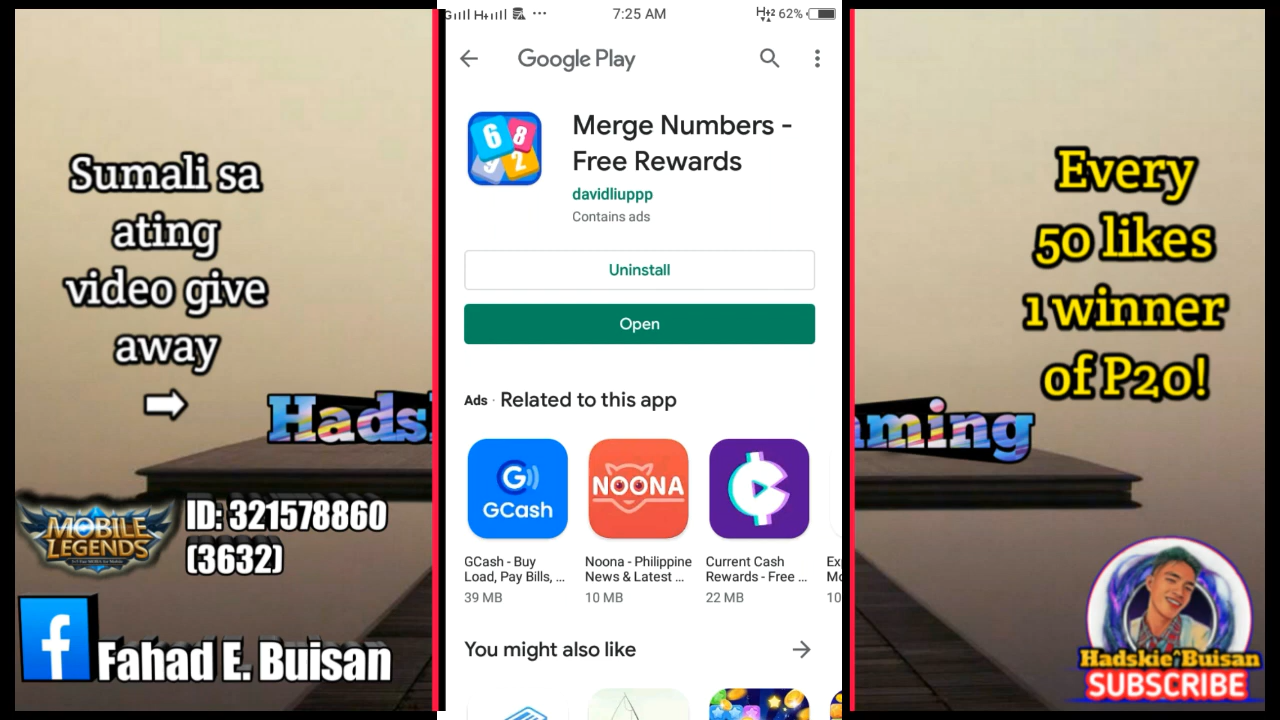 7:25 AM
62%
Google Play
Merge Numbers -
Free Rewards
davidliuppp
Contains ads
Uninstall
Open
Ads · Related to this app
NOONA
GCash
GCash - Buy
Load, Pay Bills, ...
39 MB
Noona - Philippine
News & Latest ...
10 MB
Current Cash
Rewards - Free ...
22 MB
You might also like
Sumali sa
ating
video give
away
Hads
MOBILE
LEGENDS
ID: 321578860
(3632)
Fahad E. Buisan
Every
50 likes
1 winner
of P20!
ming
Hadskie Buisan
SUBSCRIBE